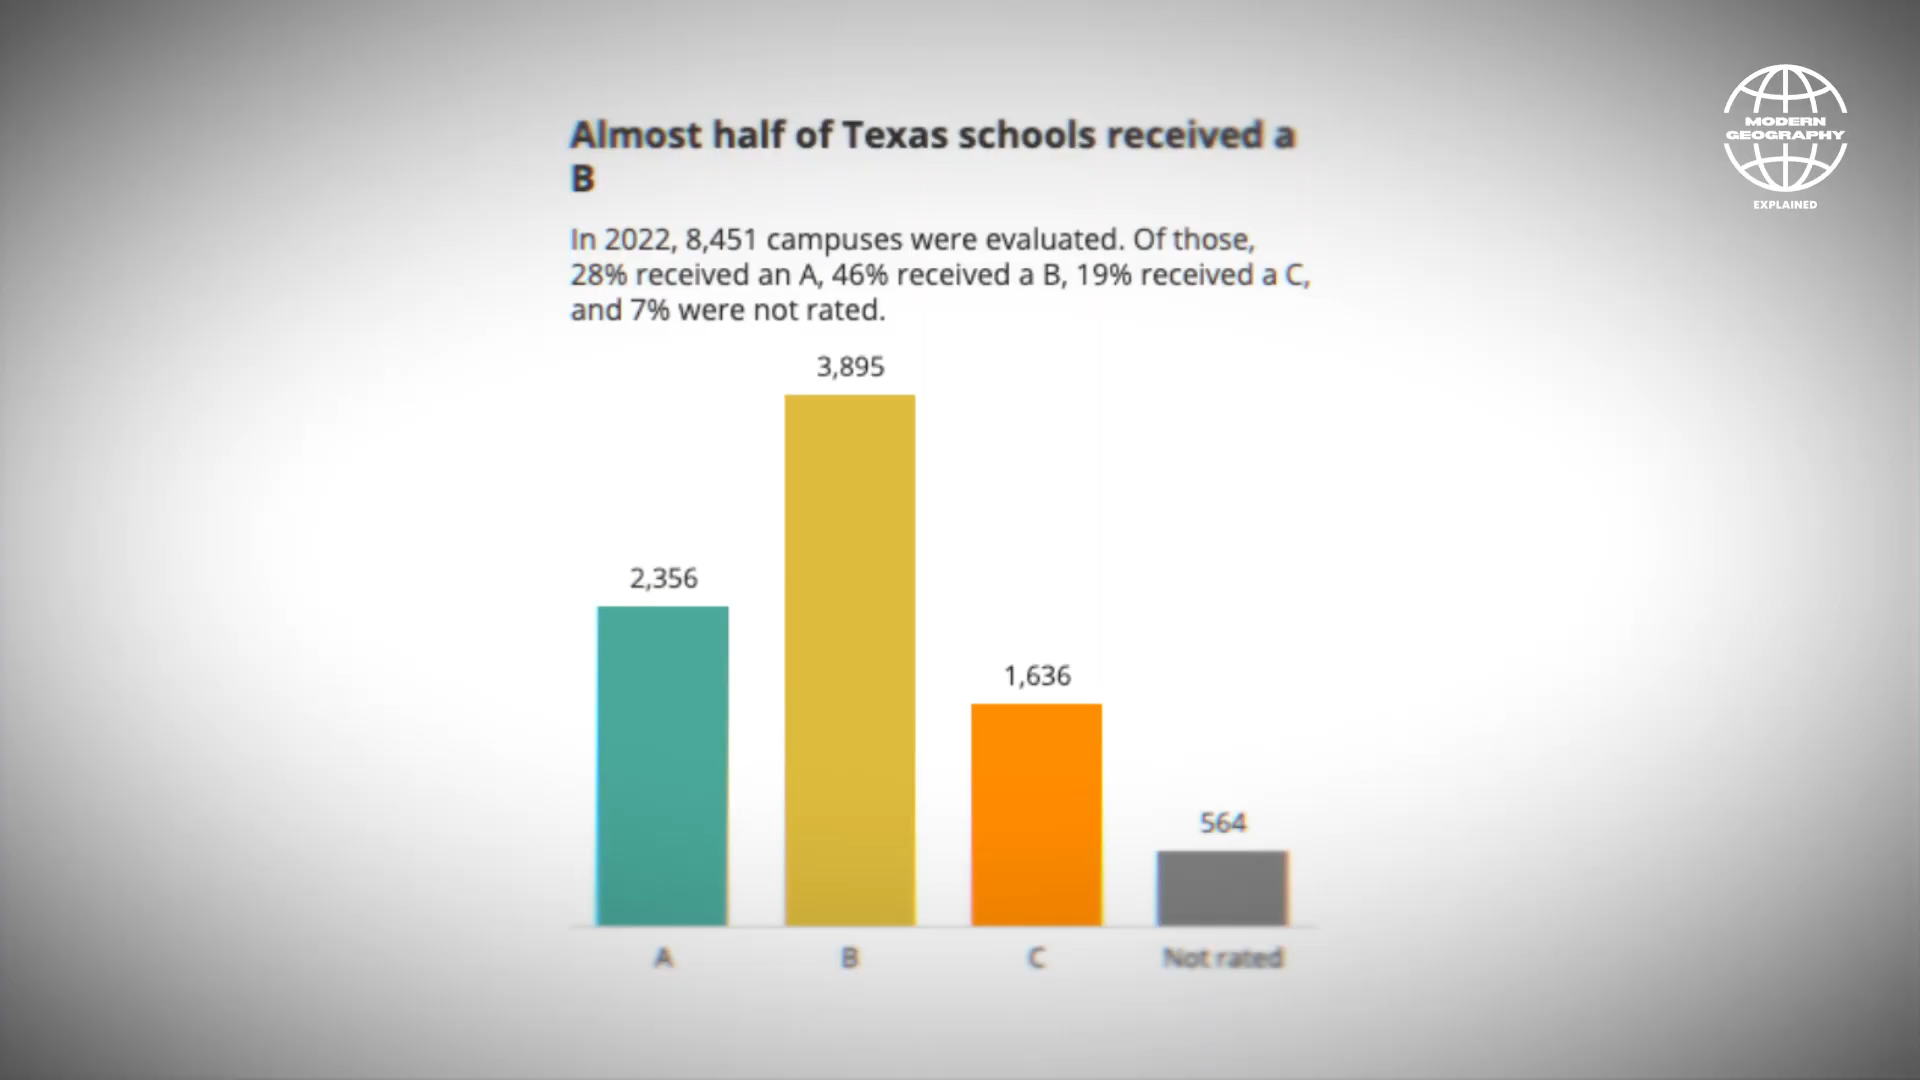 MODERN
GEOGRAPHY
EXPLAINED
Almost half of Texas schools received a
B
In 2022, 8,451 campuses were evaluated. Of those,
28% received an A, 46% received a B, 19% received a C,
and 7% were not rated.
3,895
2,356
1,636
564
A B C Not rated